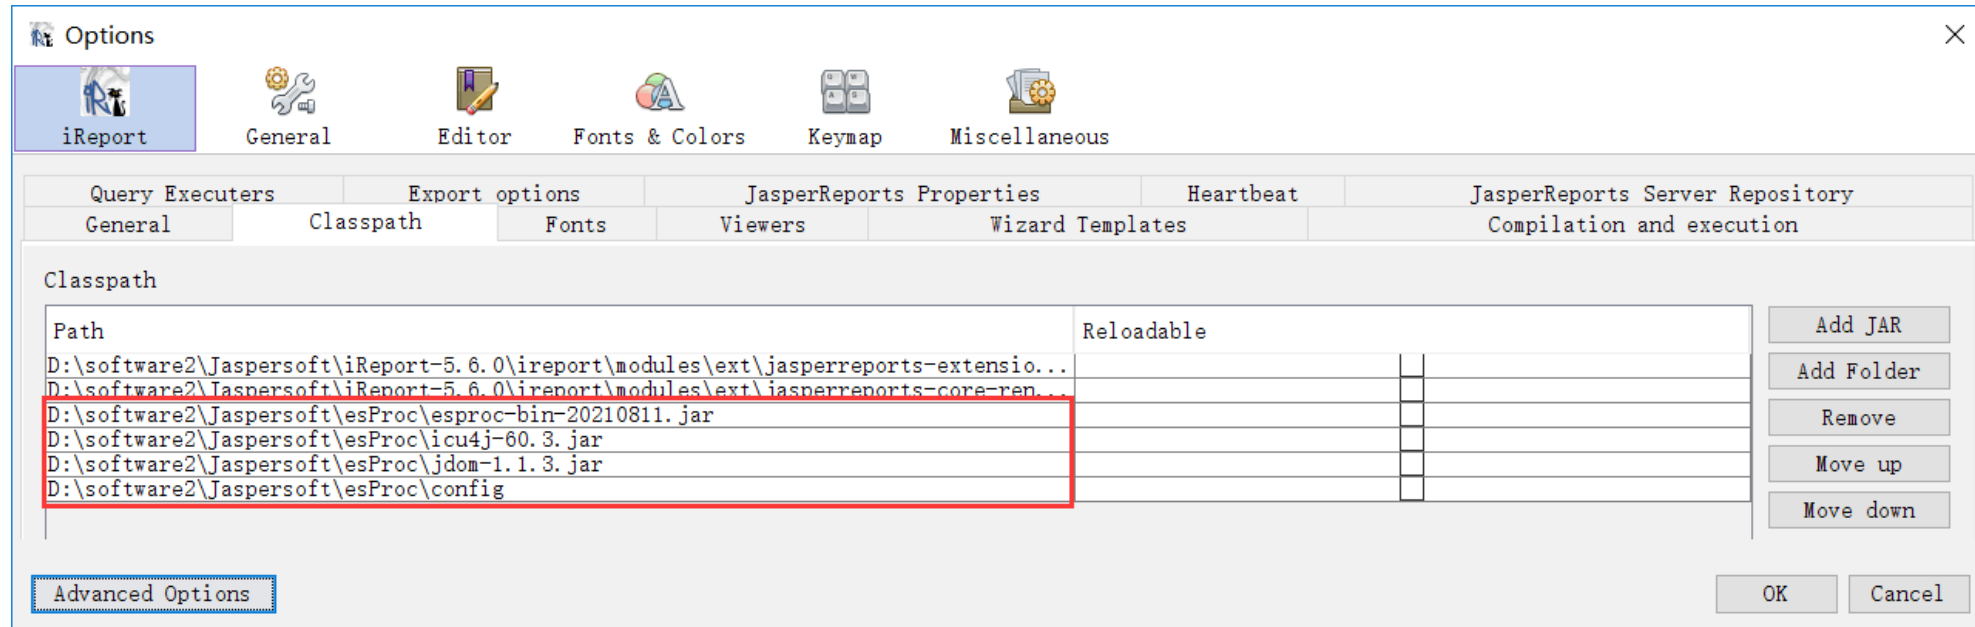 Options
iReport General Editor Fonts & Colors Keymap Miscellaneous
Query Executers Export options JasperReports Properties Heartbeat JasperReports Server Repository
General Classpath Fonts Viewers Wizard Templates Compilation and execution
Classpath
Path Reloadable
Add JAR
D:\software2\Jaspersoft\iReport-5.6.0\ireport\modules\ext\jasperreports-extensio...
Add Folder
D:\software2\Jaspersoft\iReport-5.6.0\ireport\modules\ext\jasperreports-core-ren...
D:\software2\Jaspersoft\esProc\esproc-bin-20210811.jar
Remove
D:\software2\Jaspersoft\esProc\icu4j-60.3.jar
D:\software2\Jaspersoft\esProc\jdom-1.1.3.jar
Move up
D:\software2\Jaspersoft\esProc\config
Move down
Advanced Options OK Cancel